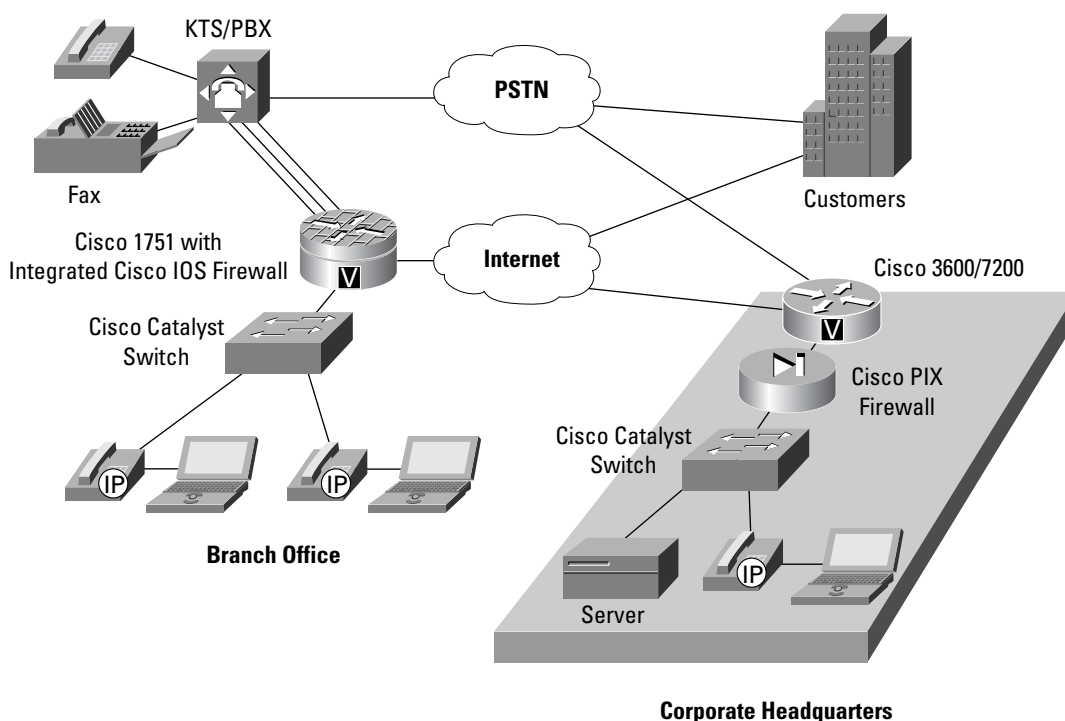 KTS/PBX
PSTN
Fax
Customers
Cisco 1751 with
Integrated Cisco IOS Firewall
V
Internet
Cisco 3600/7200
V
Cisco Catalyst
Switch
Cisco PIX
Firewall
Cisco Catalyst
Switch
IP
IP
Branch Office
IP
Server
Corporate Headquarters